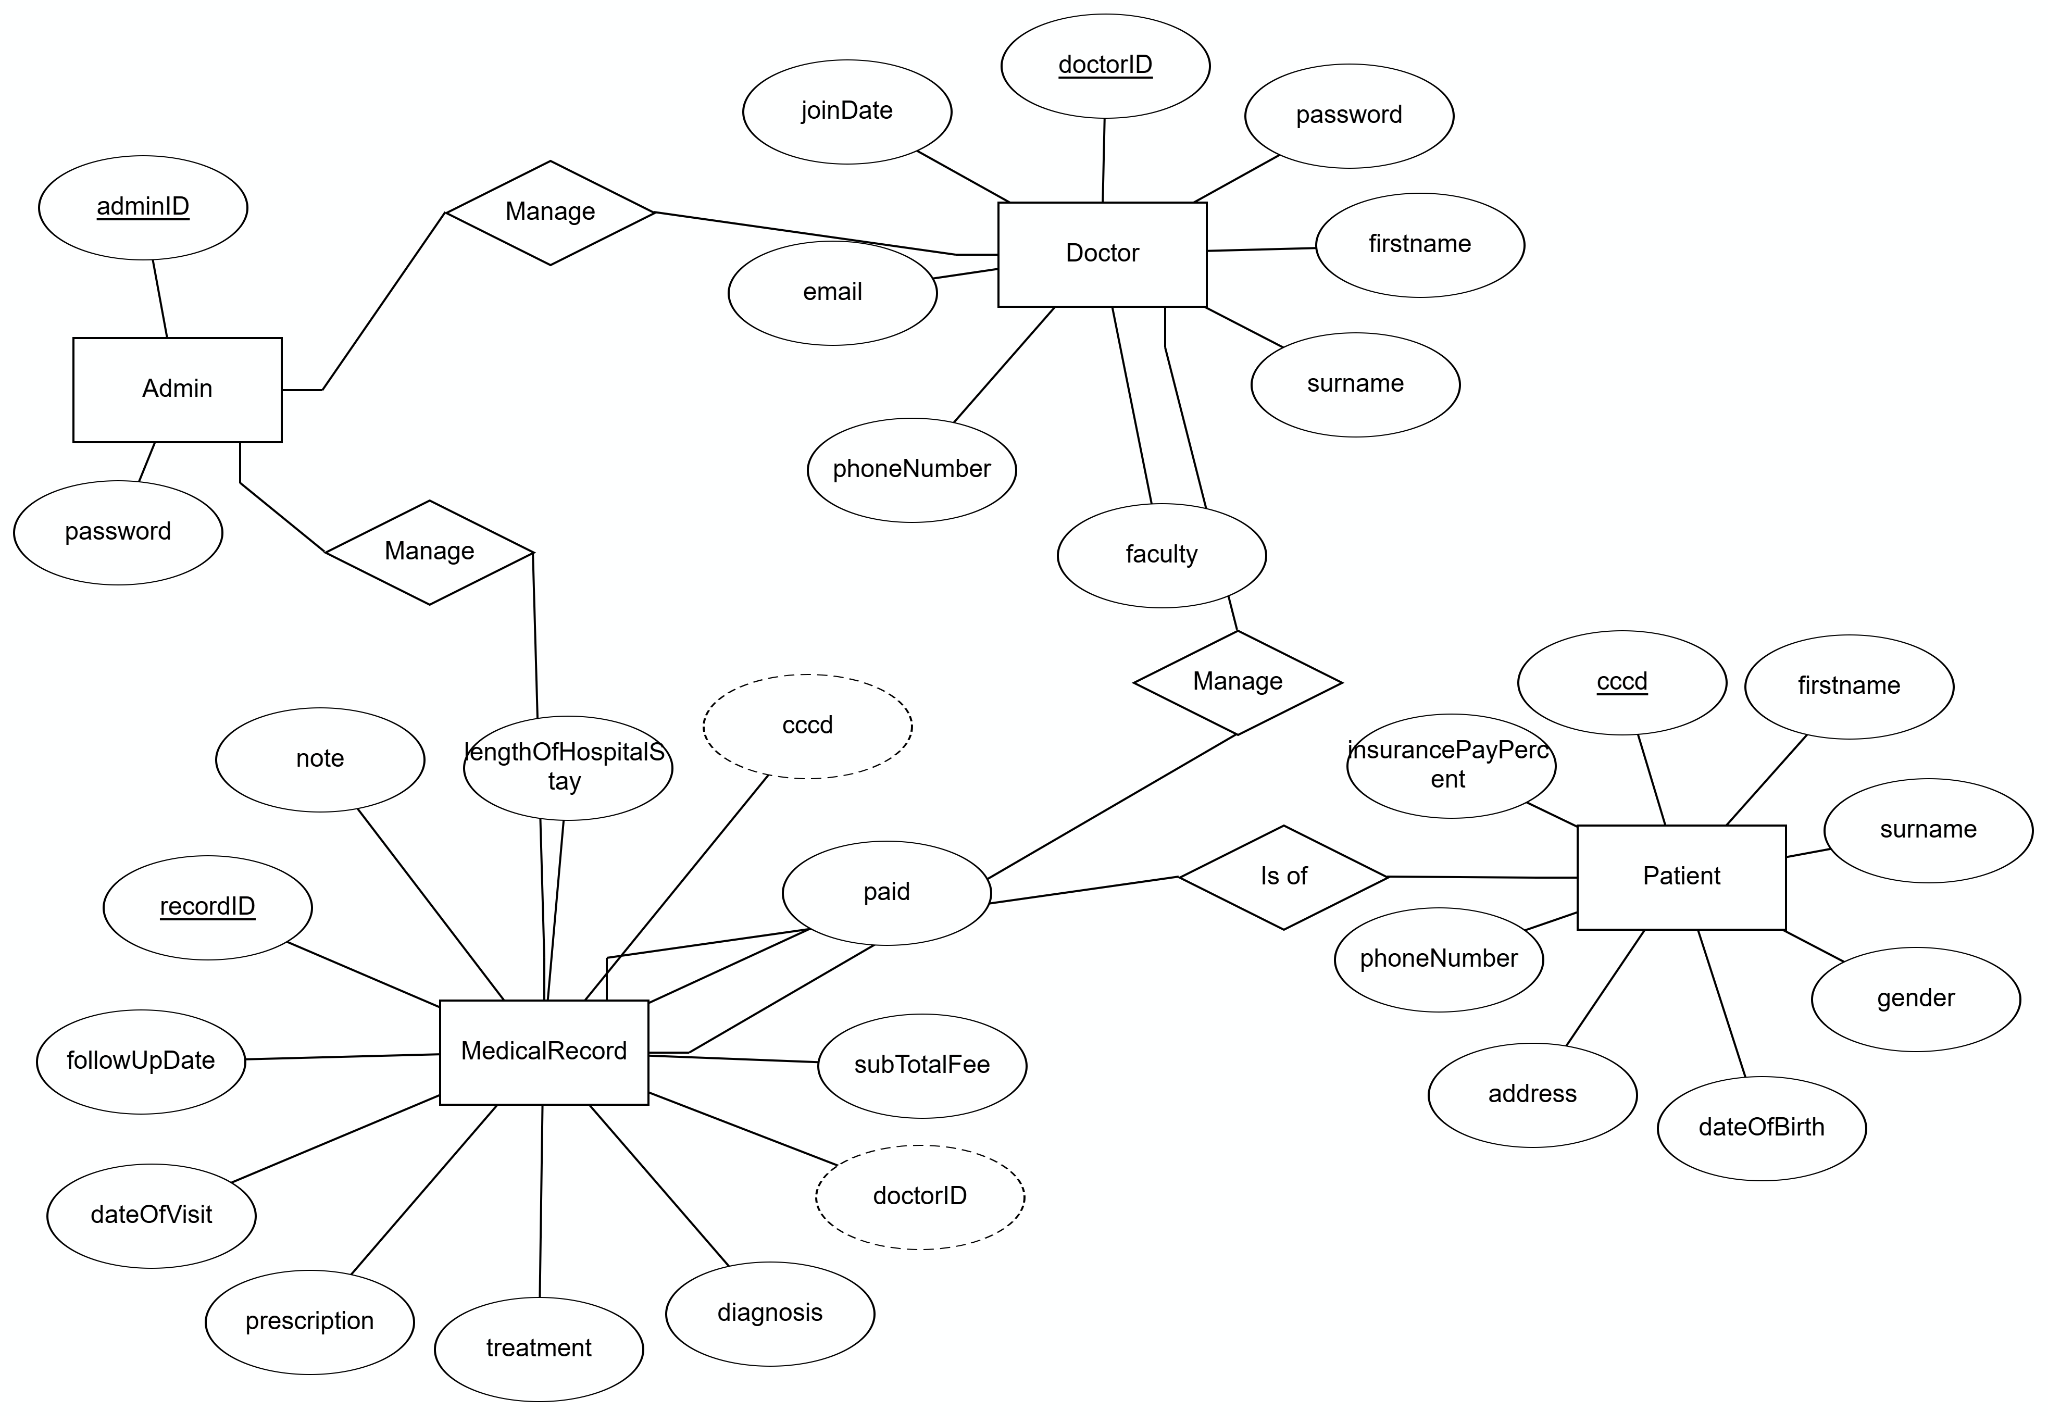 doctorID
joinDate
password
adminID
Manage
firstname
Doctor
email
Admin
surname
phoneNumber
password
Manage
faculty
Manage
cccd
firstname
cccd
note
lengthOfHospitalS
tay
insurancePayPerc
ent
surname
paid
Is of
Patient
recordID
phoneNumber
gender
MedicalRecord
followUpDate
subTotalFee
address
dateOfBirth
doctorID
dateOfVisit
prescription
diagnosis
treatment